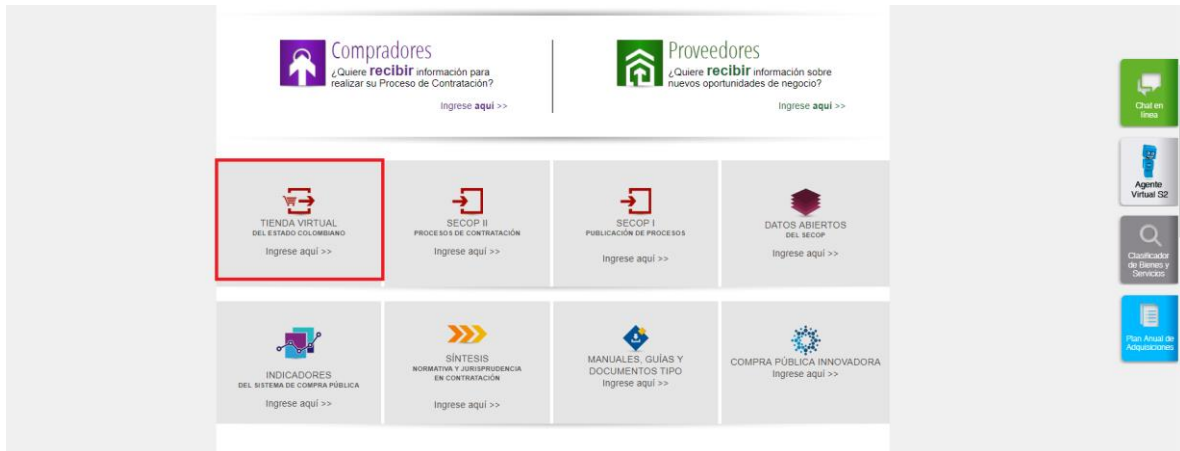 Compradores
¿Quiere recibir información para
realizar su Proceso de Contratación?
Ingrese aquí >>
Proveedores
¿Quiere recibir información sobre
nuevos oportunidades de negocio?
Ingrese aquí >>
TIENDA VIRTUAL
DEL ESTADO COLOMBIANO
Ingrese aquí >>
SECOP II
PROCESOS DE CONTRATACIÓN
Ingrese aquí >>
SECOP I
PUBLICACIÓN DE PROCESOS
Ingrese aquí >>
DATOS ABIERTOS
DEL SECOP
Ingrese aquí >>
INDICADORES
DEL SISTEMA DE COMPRA PÚBLICA
Ingrese aquí >>
SÍNTESIS
NORMATIVA Y JURISPRUDENCIA
EN CONTRATACIÓN
Ingrese aquí >>
MANUALES, GUÍAS Y
DOCUMENTOS TIPO
Ingrese aquí >>
COMPRA PÚBLICA INNOVADORA
Ingrese aquí >>
Chat en
línea
Agente
Virtual S2
Clasificador
de Bienes y
Servicios
Plan Anual de
Adquisiciones